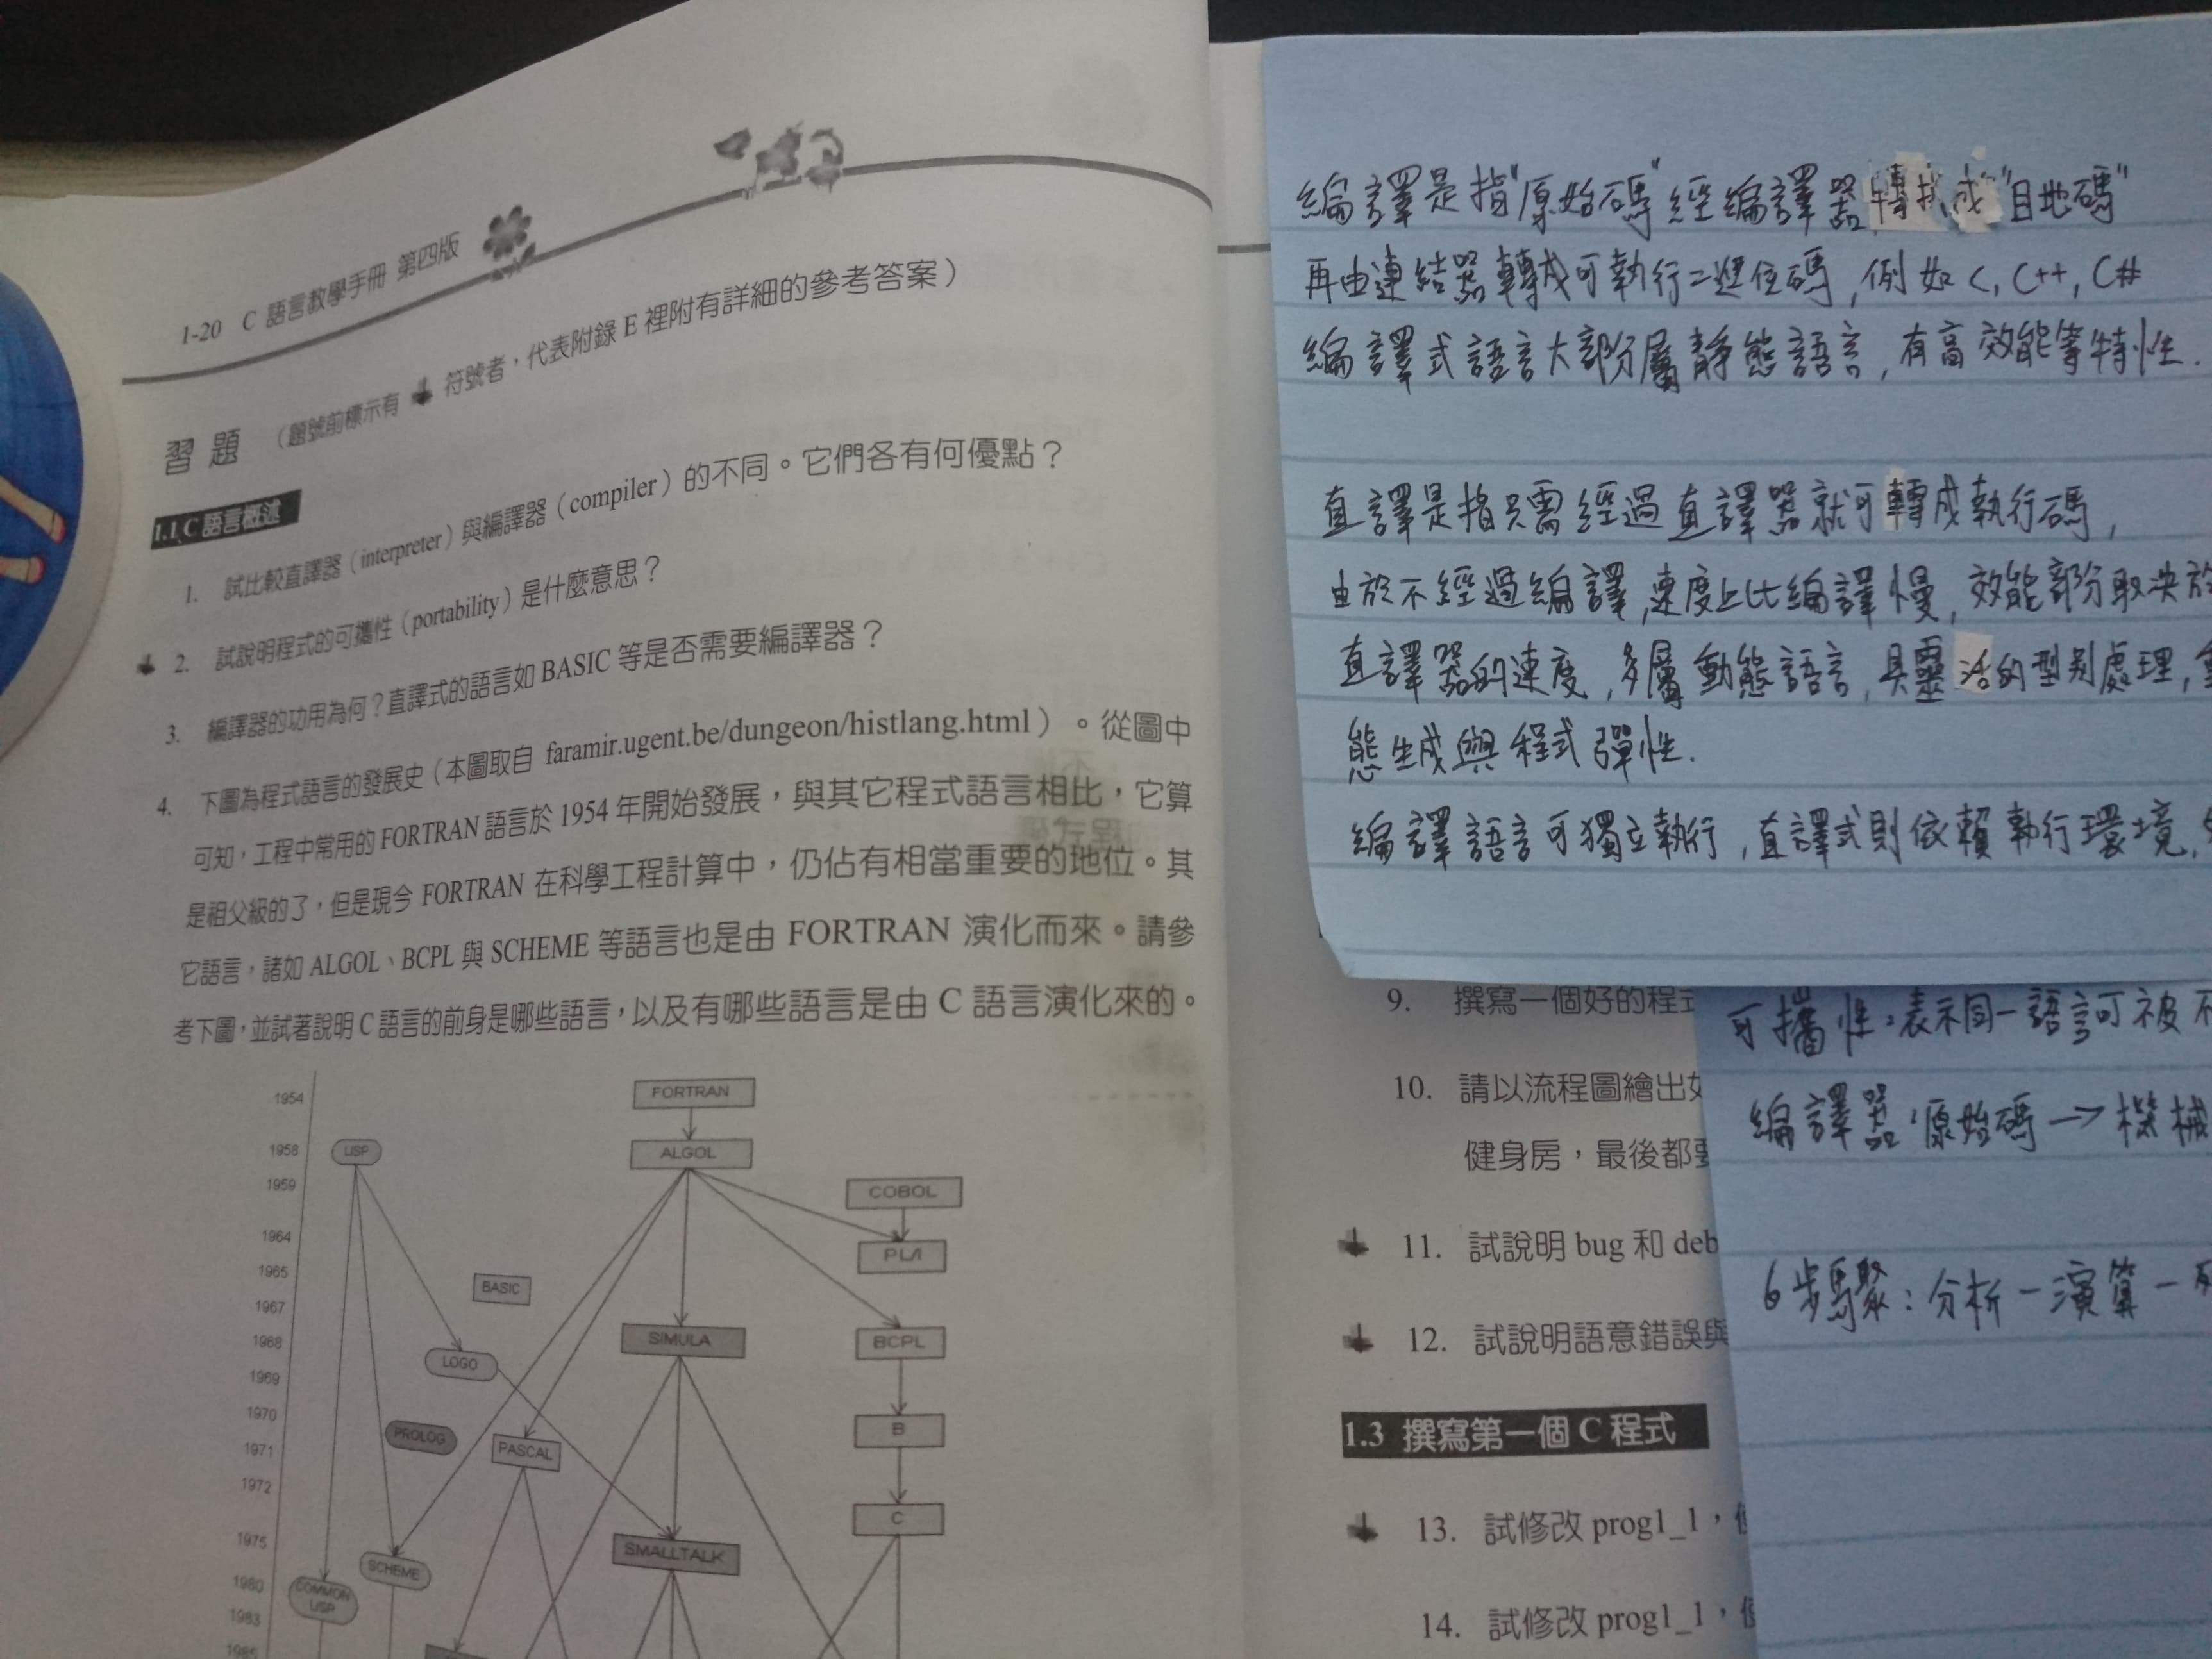 1-20 C 語言教學手冊 第四版
習 題 （題號前標示有 符號者，代表附錄 E 裡附有詳細的參考答案）
1.1 C 語言概述
1. 試比較直譯器（interpreter）與編譯器（compiler）的不同。它們各有何優點？
2. 試說明程式的可攜性（portability）是什麼意思？
3. 編譯器的功用為何？直譯式的語言如 BASIC 等是否需要編譯器？
4. 下圖為程式語言的發展史（本圖取自 faramir.ugent.be/dungeon/histlang.html）。從圖中
可知，工程中常用的 FORTRAN 語言於 1954 年開始發展，與其它程式語言相比，它算
是祖父級的了，但是現今 FORTRAN 在科學工程計算中，仍佔有相當重要的地位。其
它語言，諸如 ALGOL、BCPL 與 SCHEME 等語言也是由 FORTRAN 演化而來。請參
考下圖，並試著說明 C 語言的前身是哪些語言，以及有哪些語言是由 C 語言演化來的。
1954
FORTRAN
1958
LISP
ALGOL
1959
COBOL
1964
PL/I
1965
BASIC
1967
1968
SIMULA
BCPL
LOGO
1969
1970
PROLOG
B
1971
PASCAL
1972
C
1975
SCHEME
SMALLTALK
1980
COMMON
LISP
1983
1985
編譯是指"原始碼"經編譯器轉換成"目地碼"
再由連結器轉成可執行二進位碼，例如 C, C++, C#
編譯式語言大部分屬靜態語言，有高效能等特性.
直譯是指只需經過直譯器就可轉成執行碼，
由於不經過編譯，速度上比編譯慢，效能部分取決於
直譯器的速度，多屬動態語言，具靈活的型別處理，
態生成與程式彈性.
編譯語言可獨立執行，直譯式則依賴執行環境，
9. 撰寫一個好的程式
10. 請以流程圖繪出如
健身房，最後都要
11. 試說明 bug 和 deb
12. 試說明語意錯誤與
1.3 撰寫第一個 C 程式
13. 試修改 prog1_1，
14. 試修改 prog1_1，
可攜性：表示同一語言可被不
編譯器：原始碼→機械
6步驟：分析－演算－